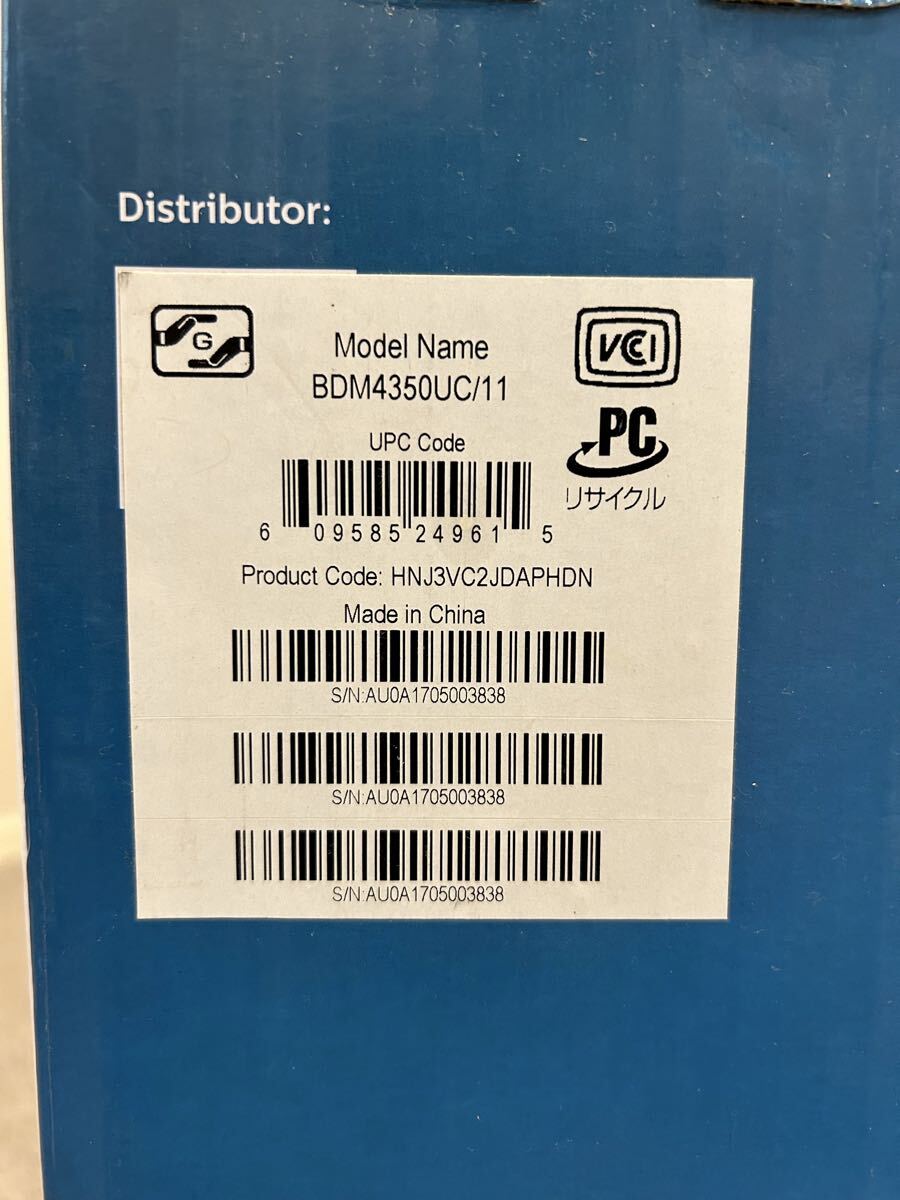 Distributor:
G
Model Name
BDM4350UC/11
VCCI
PC
リサイクル
UPC Code
6 09585 24961 5
Product Code: HNJ3VC2JDAPHDN
Made in China
S/N:AU0A1705003838
S/N:AU0A1705003838
S/N:AU0A1705003838